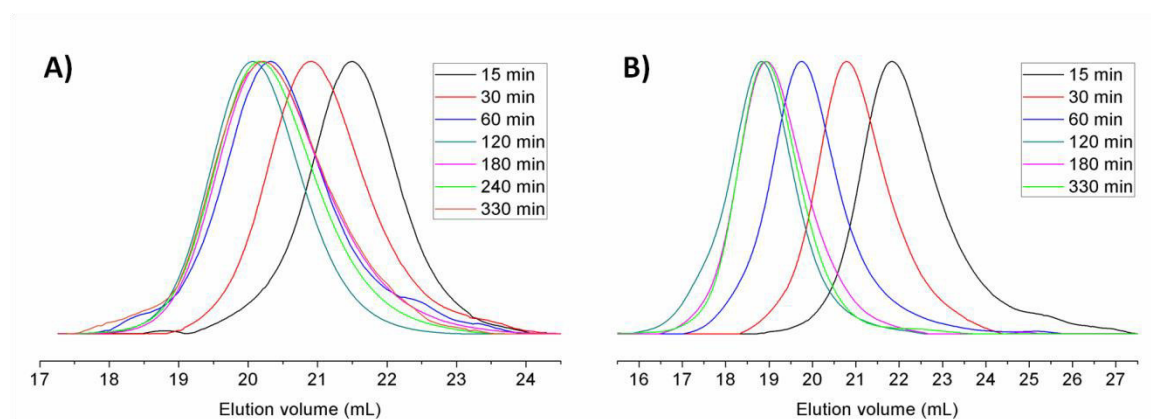 A)
15 min
30 min
60 min
120 min
180 min
240 min
330 min
17 18 19 20 21 22 23 24
Elution volume (mL)
B)
15 min
30 min
60 min
120 min
180 min
330 min
16 17 18 19 20 21 22 23 24 25 26 27
Elution volume (mL)